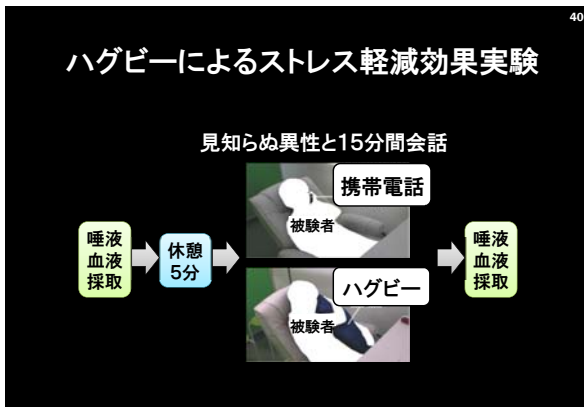 40
ハグビーによるストレス軽減効果実験
見知らぬ異性と15分間会話
唾液
血液
採取
休憩
5分
携帯電話
被験者
ハグビー
被験者
唾液
血液
採取